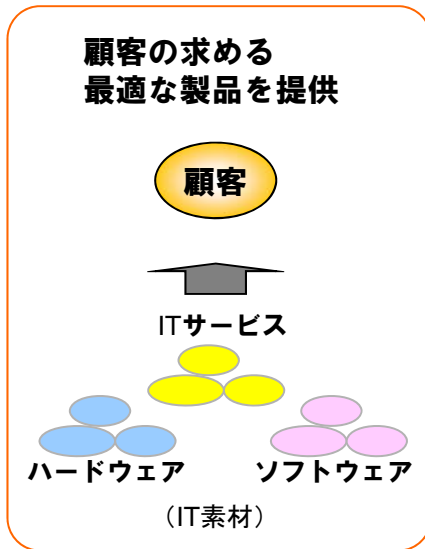 顧客の求める
最適な製品を提供
顧客
ITサービス
ハードウェア
ソフトウェア
（IT素材）